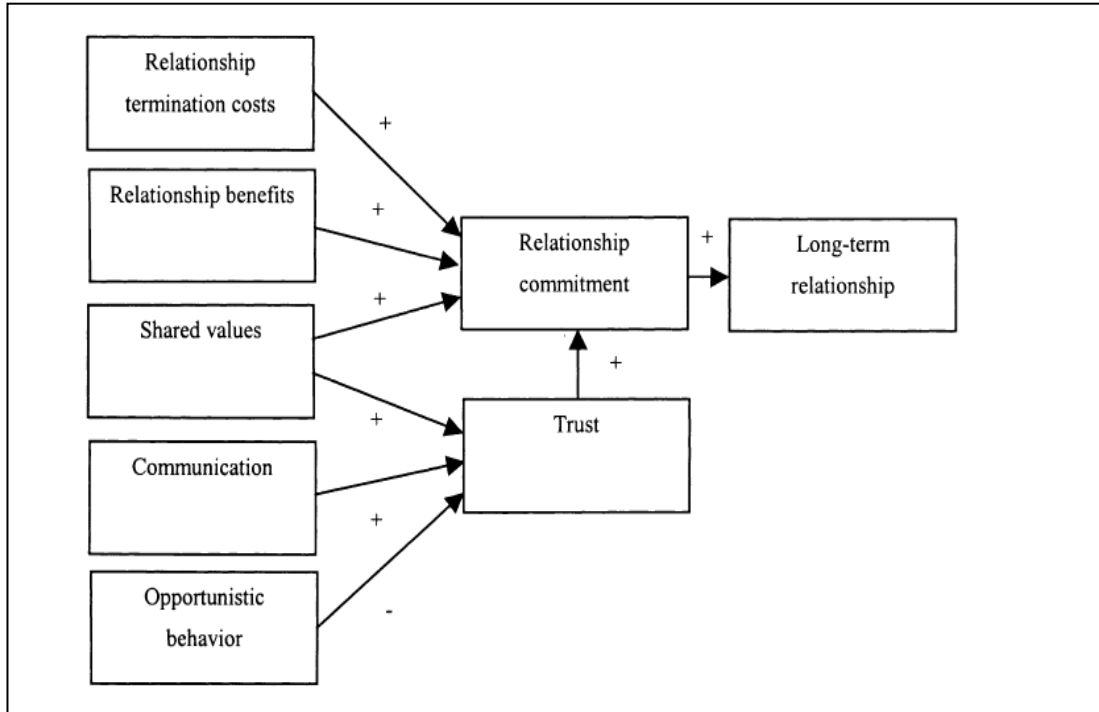 Relationship
termination costs
+
Relationship benefits
+
Relationship
commitment
+
Long-term
relationship
Shared values
+
+
+
Trust
Communication
+
Opportunistic
behavior
-